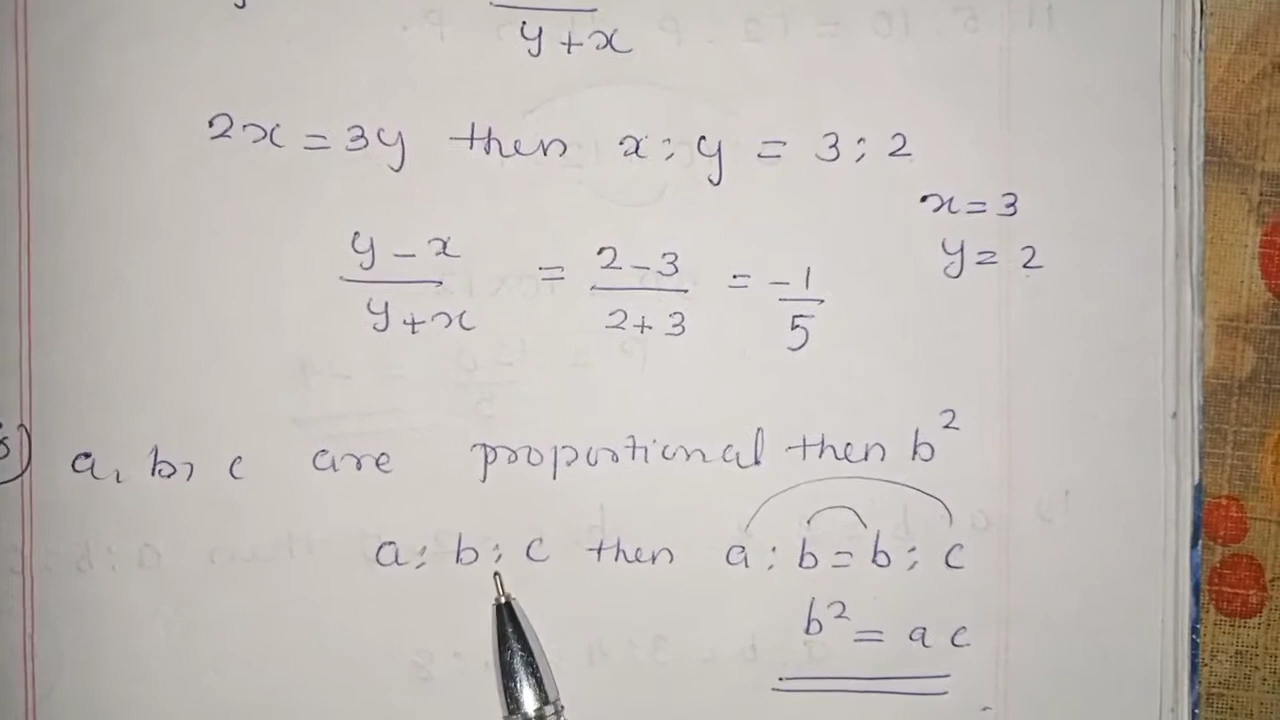 y+x
2x = 3y then x : y = 3 : 2
x = 3
y - x / y+x = 2-3 / 2+3 = -1 / 5
y = 2
a, b, c are proportional then b²
a : b : c then a : b = b : c
b² = a c